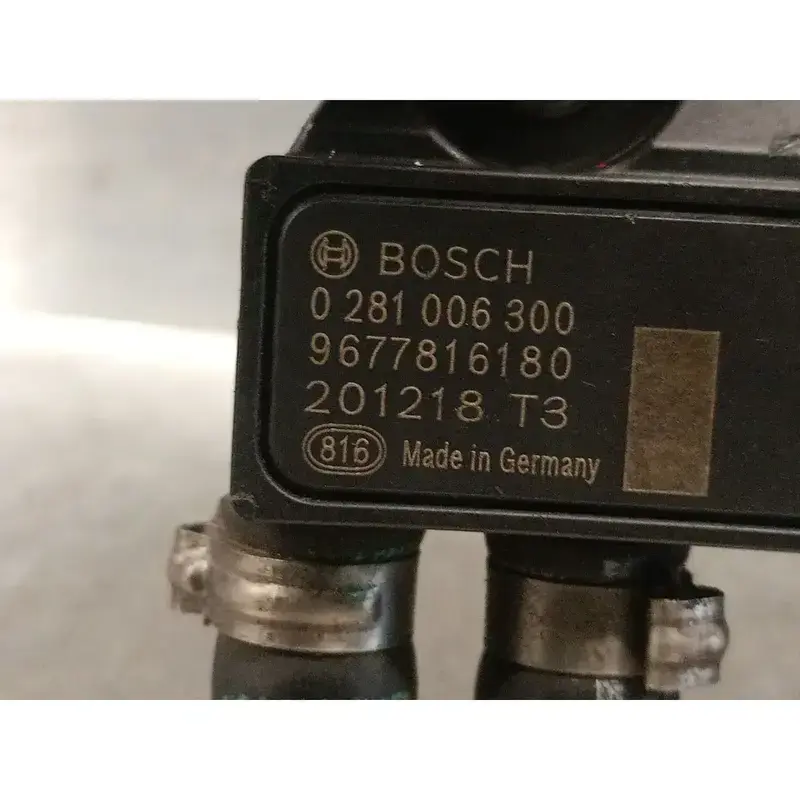 BOSCH
0 281 006 300
9677816180
201218 T3
816 Made in Germany